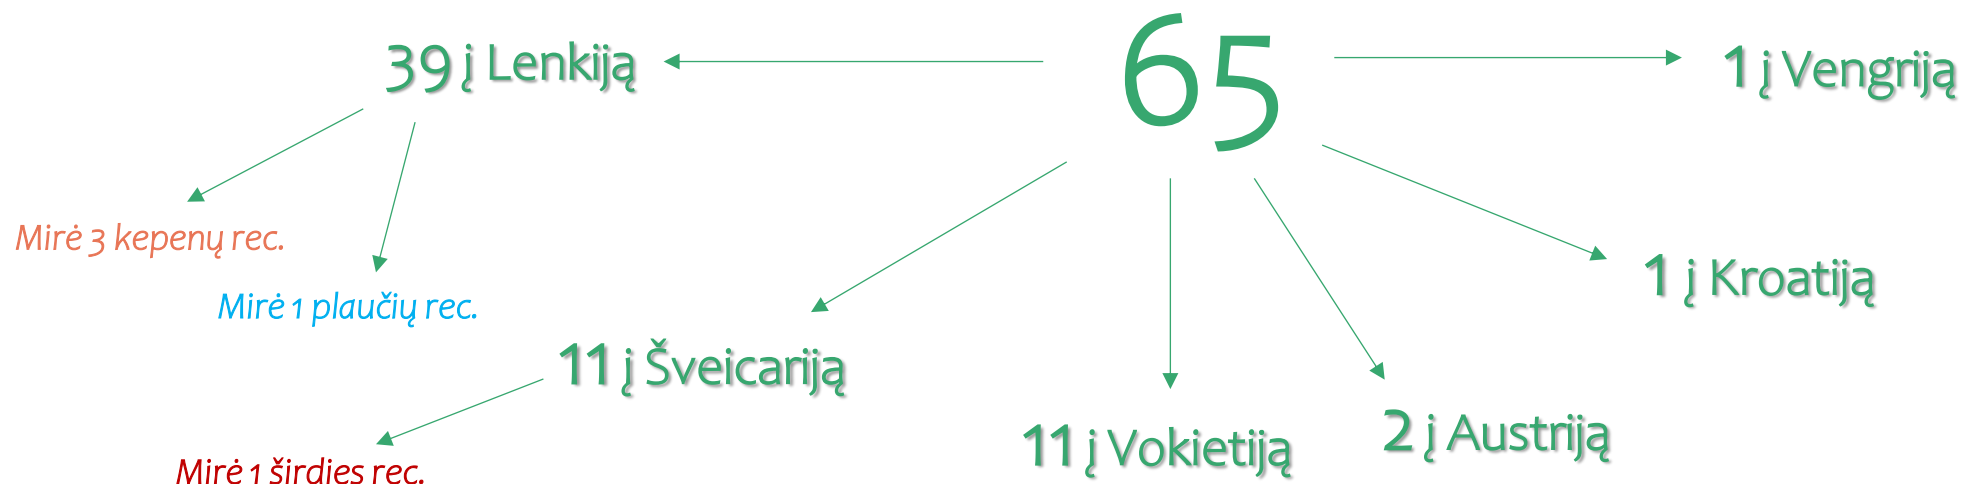 65
39 į Lenkiją
1 į Vengriją
Mirė 3 kepenų rec.
Mirė 1 plaučių rec.
1 į Kroatiją
11 į Šveicariją
11 į Vokietiją
2 į Austriją
Mirė 1 širdies rec.